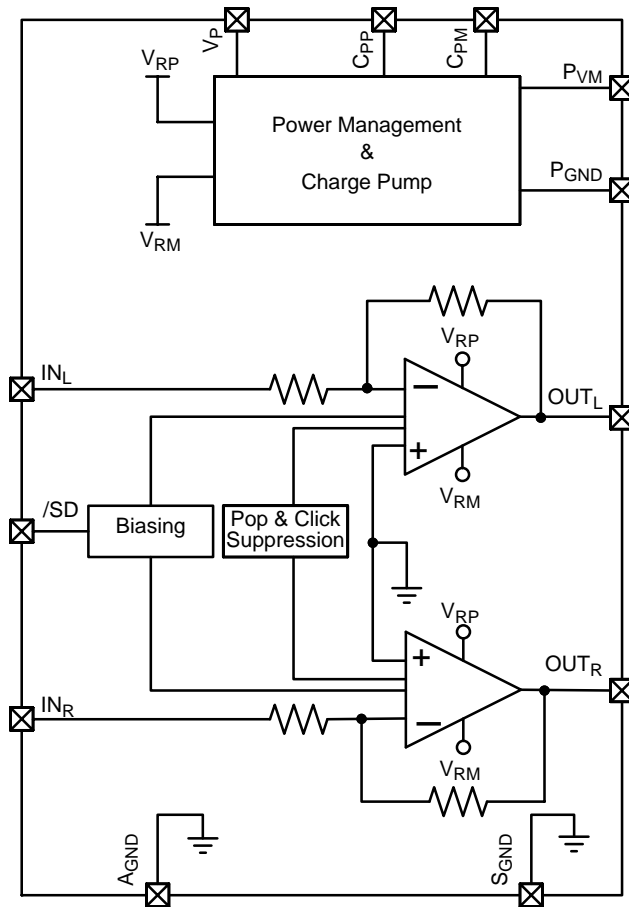 VP
CPP
CPM
VRP
PVM
Power Management
&
Charge Pump
PGND
VRM
VRP
INL
−
OUTL
+
/SD
Biasing
Pop & Click
Suppression
VRM
VRP
+
OUTR
INR
−
VRM
AGND
SGND